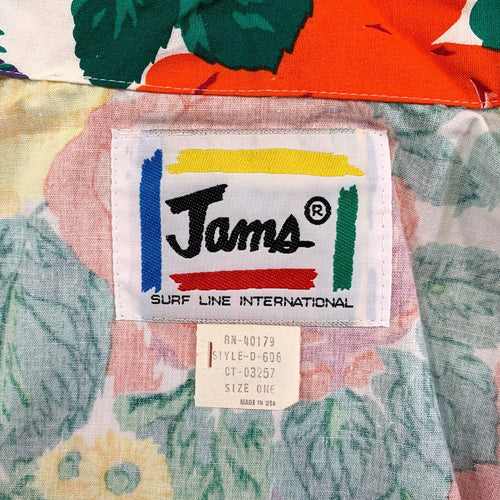 Jams®
SURF LINE INTERNATIONAL
RN-40179
STYLE-D-606
CT-03257
SIZE ONE
MADE IN USA